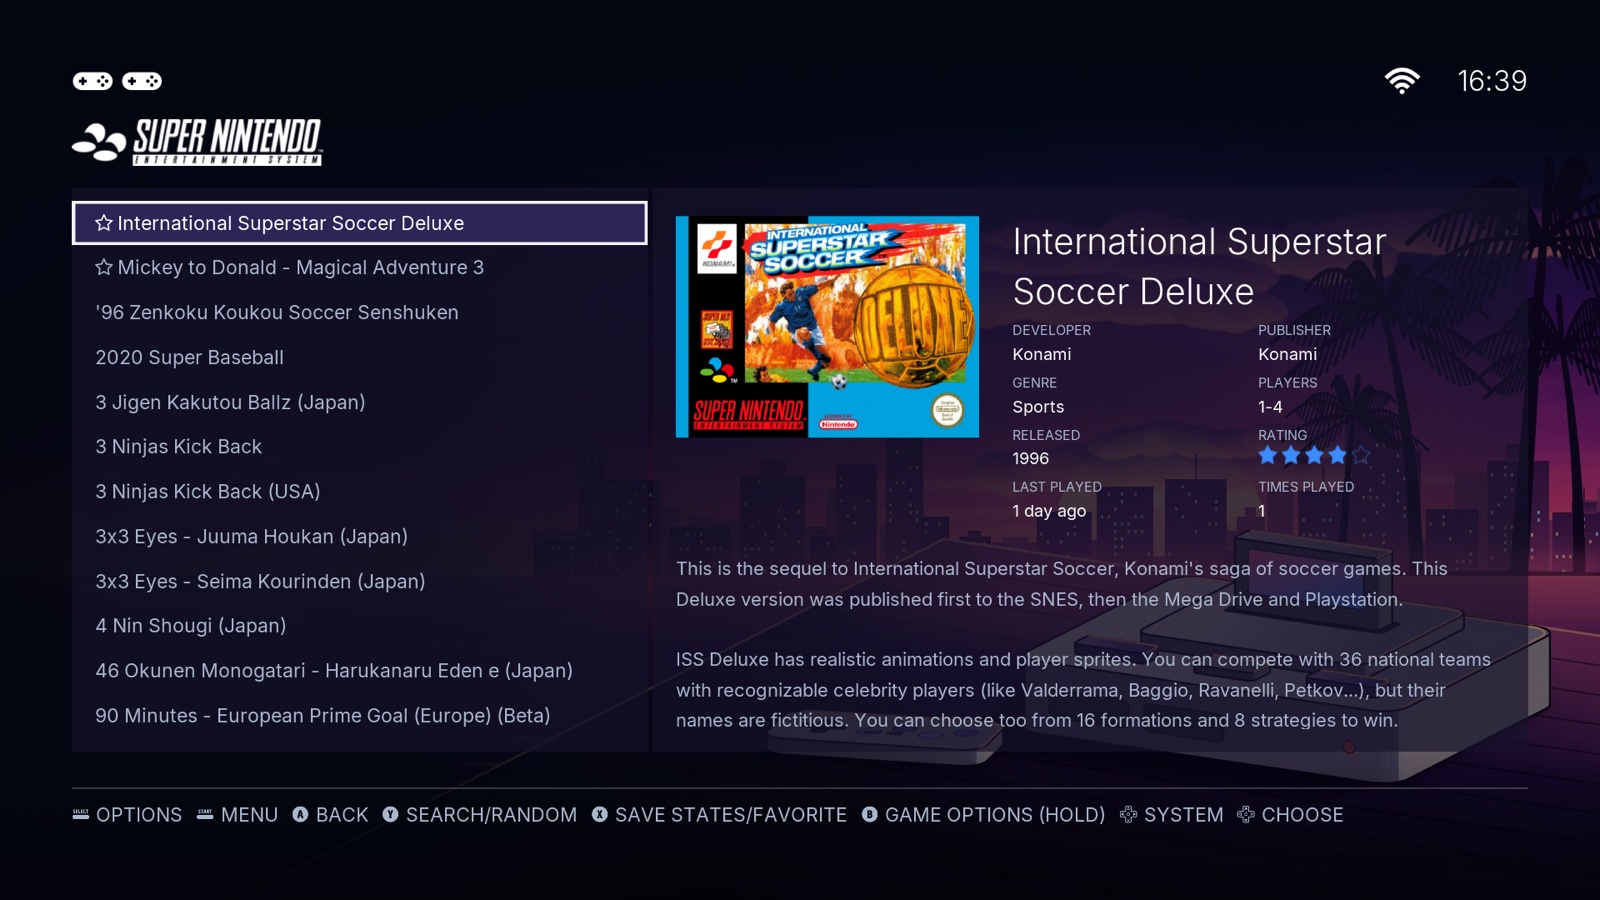 16:39
SUPER NINTENDO
ENTERTAINMENT SYSTEM
☆ International Superstar Soccer Deluxe
☆ Mickey to Donald - Magical Adventure 3
'96 Zenkoku Koukou Soccer Senshuken
2020 Super Baseball
3 Jigen Kakutou Ballz (Japan)
3 Ninjas Kick Back
3 Ninjas Kick Back (USA)
3x3 Eyes - Juuma Houkan (Japan)
3x3 Eyes - Seima Kourinden (Japan)
4 Nin Shougi (Japan)
46 Okunen Monogatari - Harukanaru Eden e (Japan)
90 Minutes - European Prime Goal (Europe) (Beta)
KONAMI
INTERNATIONAL
SUPERSTAR
SOCCER
DELUXE
SUPER NINTENDO
ENTERTAINMENT SYSTEM
Nintendo
International Superstar
Soccer Deluxe
DEVELOPER PUBLISHER
Konami Konami
GENRE PLAYERS
Sports 1-4
RELEASED RATING
1996
LAST PLAYED TIMES PLAYED
1 day ago 1
This is the sequel to International Superstar Soccer, Konami's saga of soccer games. This
Deluxe version was published first to the SNES, then the Mega Drive and Playstation.
ISS Deluxe has realistic animations and player sprites. You can compete with 36 national teams
with recognizable celebrity players (like Valderrama, Baggio, Ravanelli, Petkov...), but their
names are fictitious. You can choose too from 16 formations and 8 strategies to win.
SELECT OPTIONS START MENU A BACK Y SEARCH/RANDOM X SAVE STATES/FAVORITE B GAME OPTIONS (HOLD) SYSTEM CHOOSE